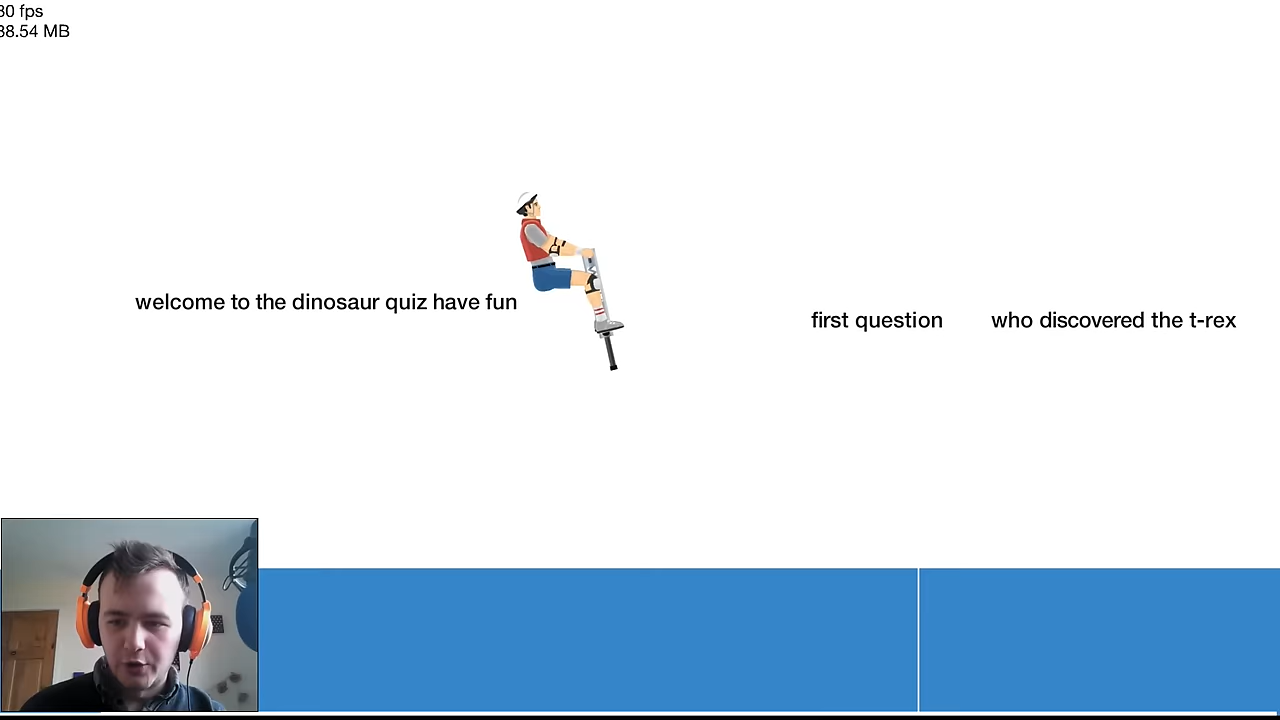 30 fps
38.54 MB
welcome to the dinosaur quiz have fun
first question
who discovered the t-rex